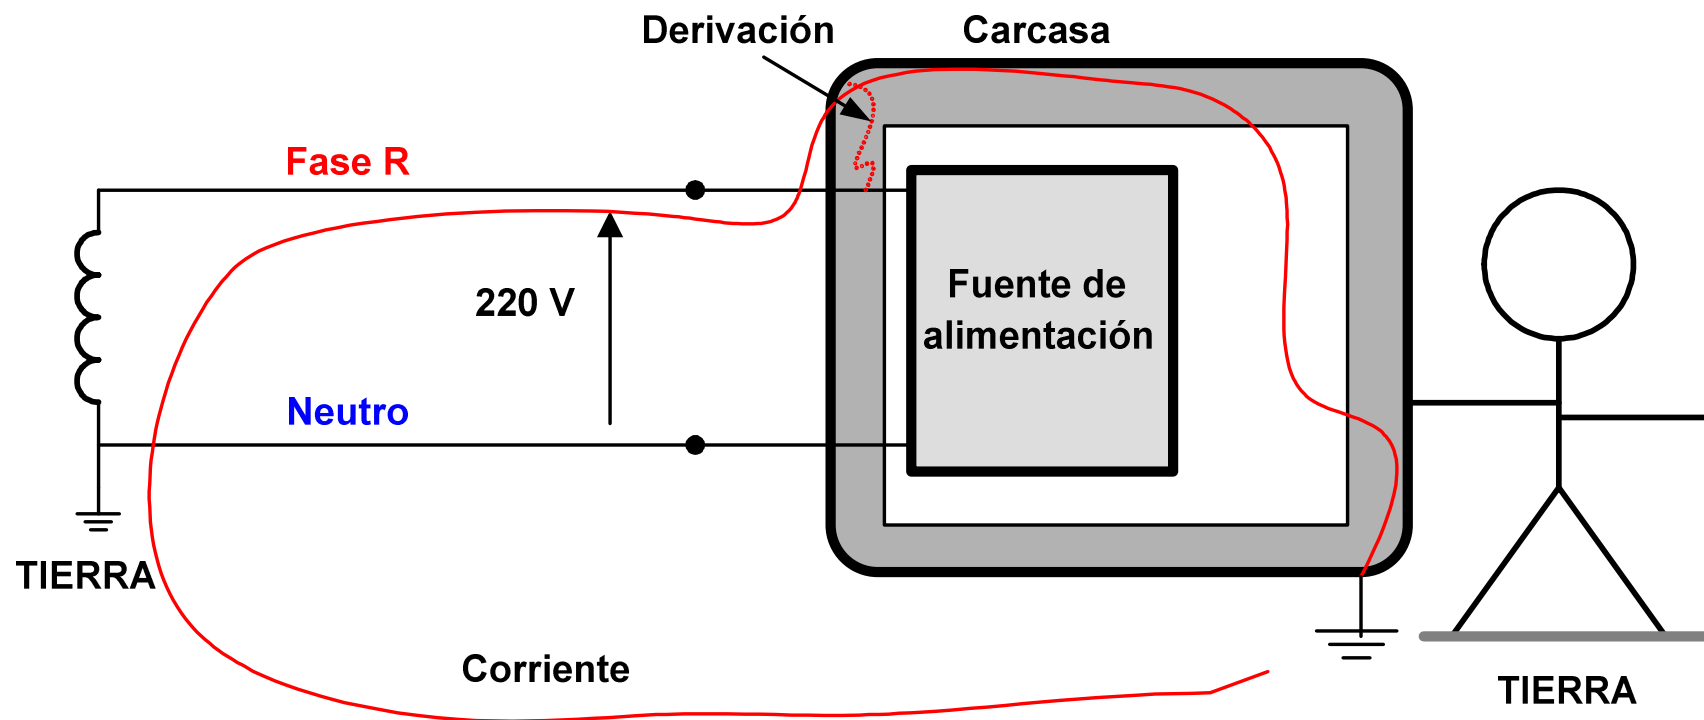 Derivación
Carcasa
Fase R
220 V
Fuente de
alimentación
Neutro
TIERRA
Corriente
TIERRA